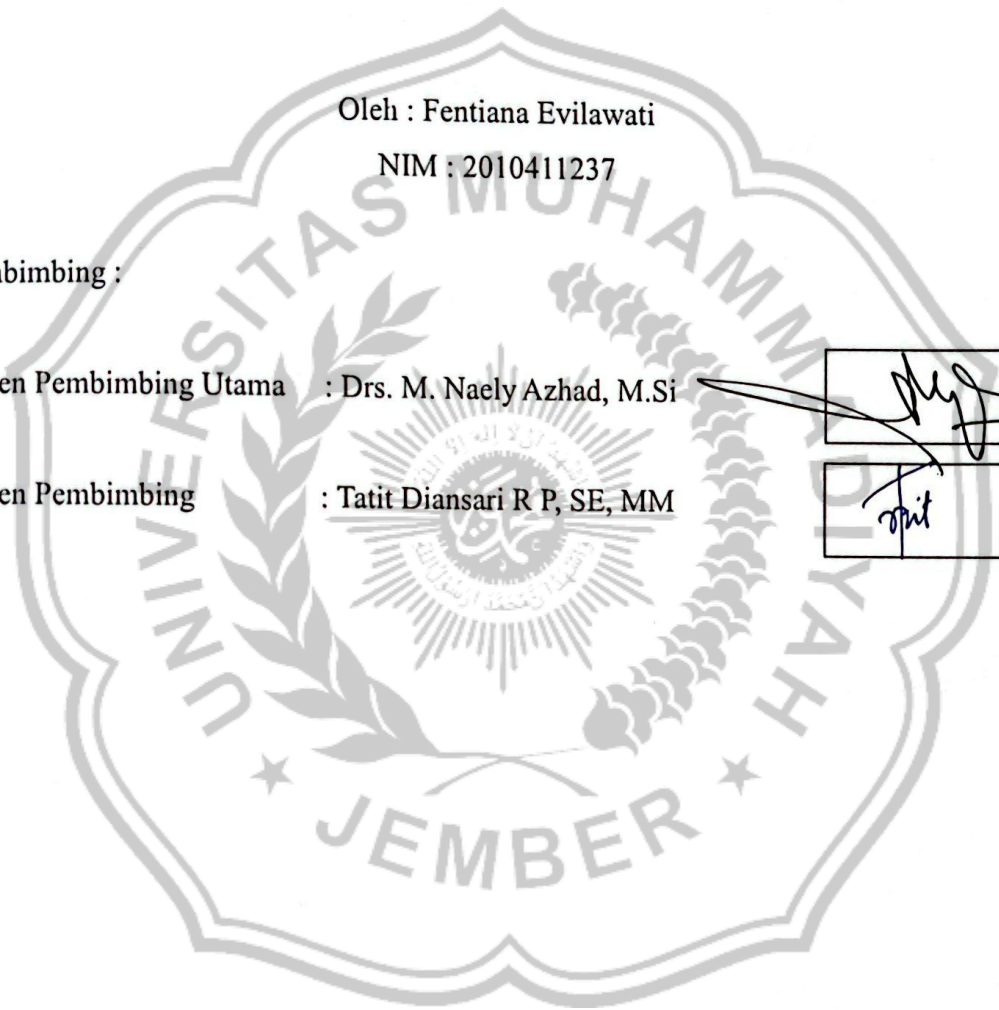 Oleh : Fentiana Evilawati
NIM : 2010411237
nbimbing :
en Pembimbing Utama : Drs. M. Naely Azhad, M.Si
en Pembimbing : Tatit Diansari R P, SE, MM
UNIVERSITAS MUHAMMADIYAH
JEMBER